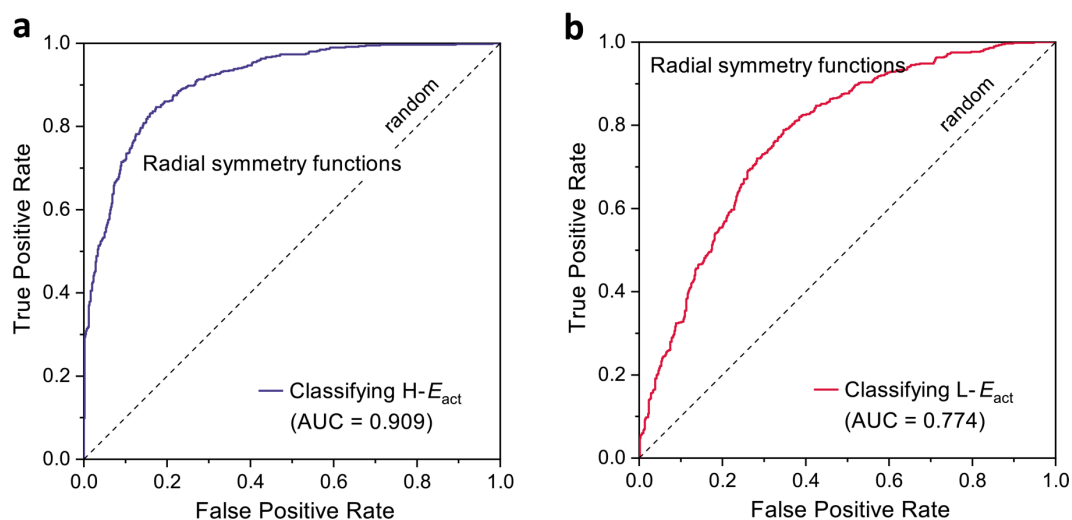 a
1.0
0.8
0.6
0.4
0.2
0.0
True Positive Rate
random
Radial symmetry functions
Classifying H-Eact
(AUC = 0.909)
0.0 0.2 0.4 0.6 0.8 1.0
False Positive Rate
b
1.0
0.8
0.6
0.4
0.2
0.0
True Positive Rate
Radial symmetry functions
random
Classifying L-Eact
(AUC = 0.774)
0.0 0.2 0.4 0.6 0.8 1.0
False Positive Rate